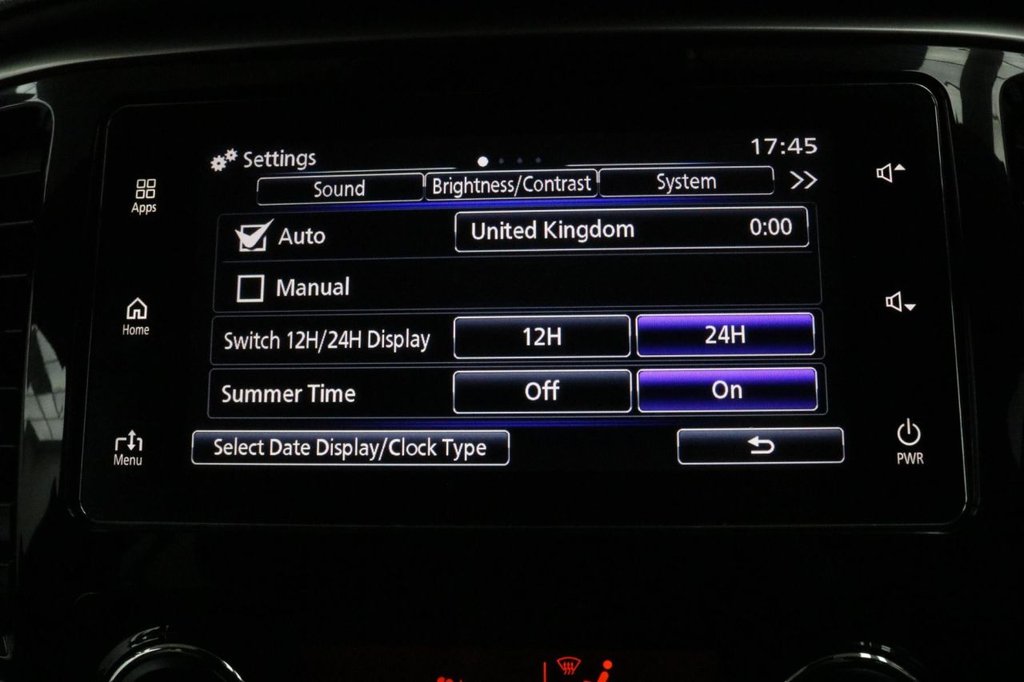 Settings
17:45
Sound
Brightness/Contrast
System
Apps
Auto
United Kingdom 0:00
Manual
Home
Switch 12H/24H Display
12H
24H
Summer Time
Off
On
Menu
Select Date Display/Clock Type
PWR